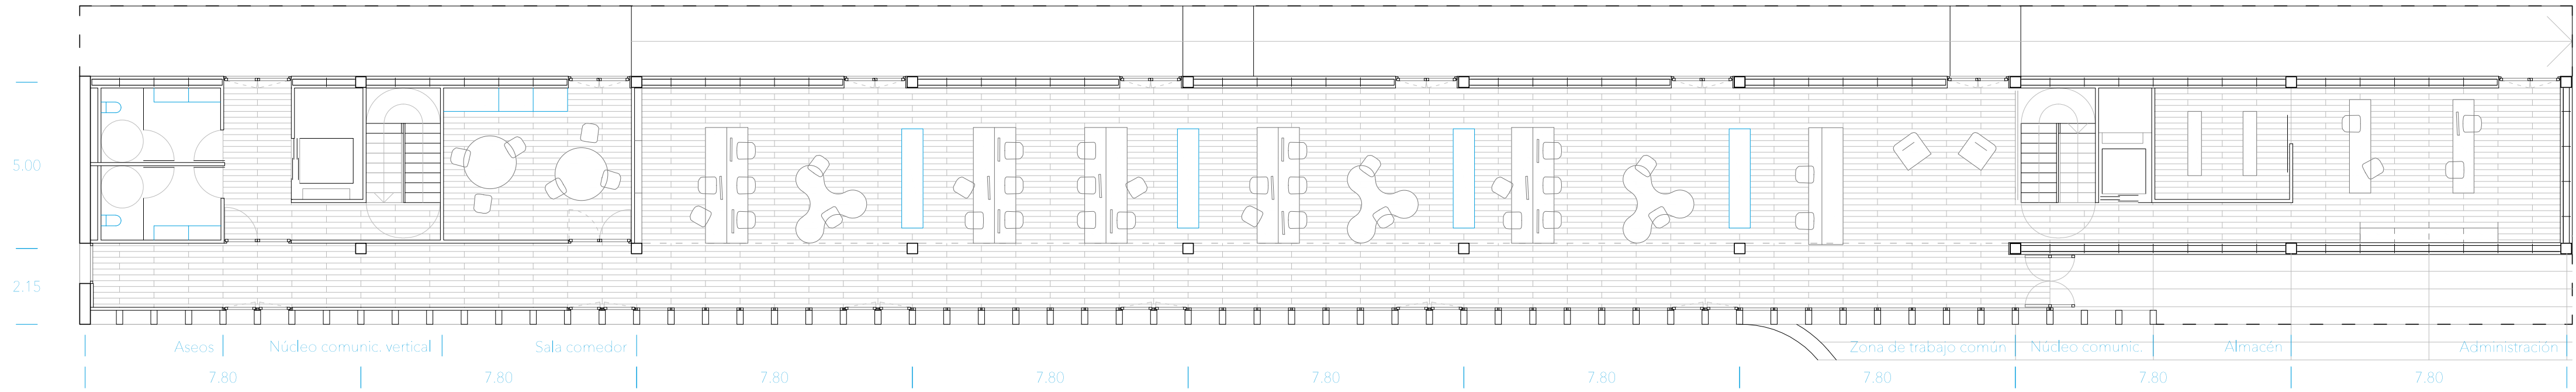 5.00
2.15
Aseos Núcleo comunic. vertical Sala comedor Zona de trabajo común Núcleo comunic. Almacén Administración
7.80 7.80 7.80 7.80 7.80 7.80 7.80 7.80 7.80